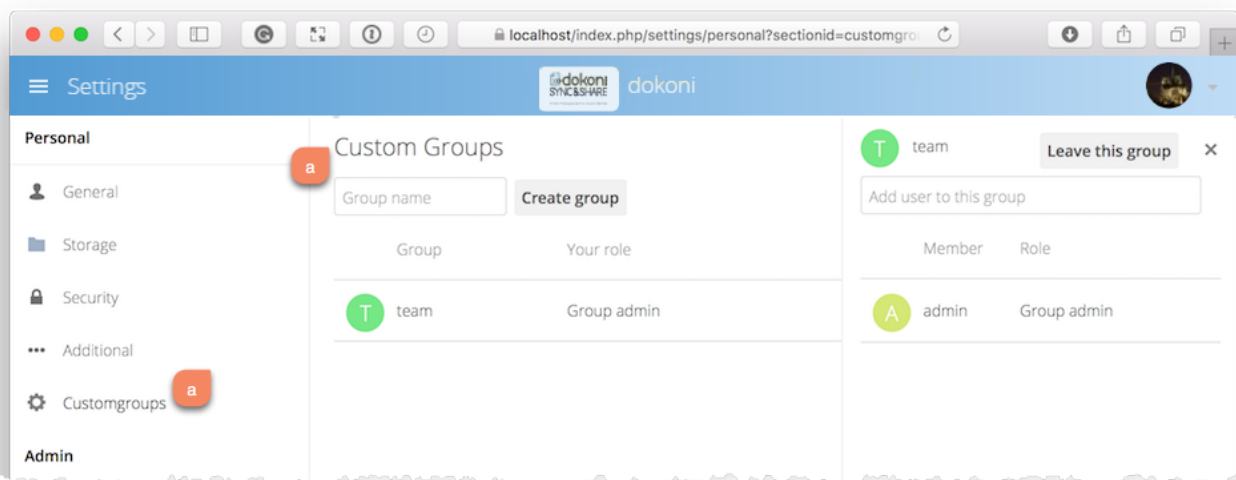 localhost/index.php/settings/personal?sectionid=customgro
Settings
dokoni
SYNC&SHARE
dokoni
Personal
General
Storage
Security
Additional
Customgroups
a
Admin
a
Custom Groups
Group name
Create group
Group
Your role
T
team
Group admin
T
team
Leave this group
Add user to this group
Member
Role
A
admin
Group admin